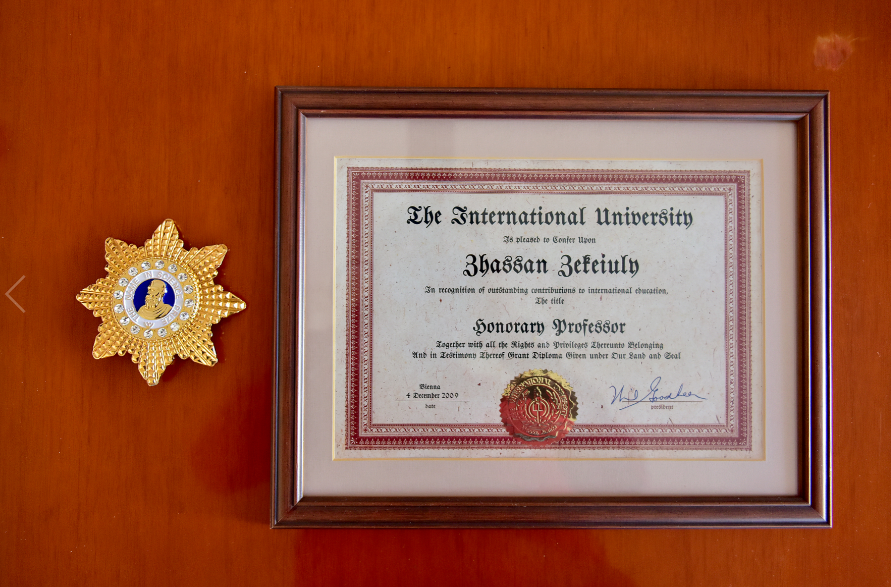 The International University
Is pleased to Confer Upon
Zhassan Zekeiuly
In recognition of outstanding contributions to international education,
The title
Honorary Professor
Together with all the Rights and Privileges Thereunto Belonging
And in Testimony Thereof Grant Diploma Given under Our Land and Seal
Vienna
4 December 2009
Date
president